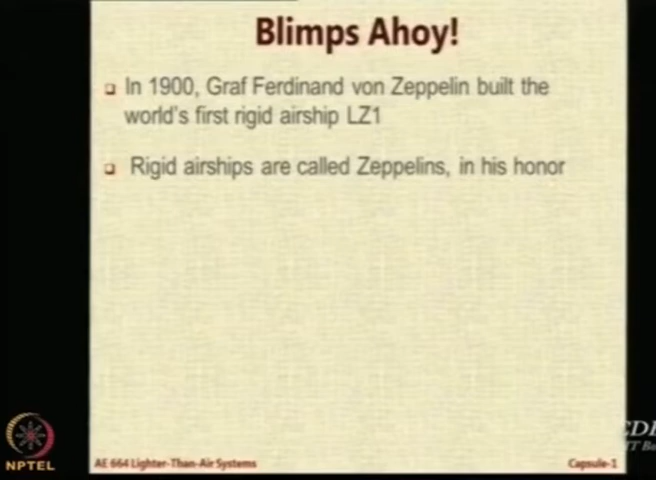 Blimps Ahoy!
In 1900, Graf Ferdinand von Zeppelin built the
world's first rigid airship LZ1
Rigid airships are called Zeppelins, in his honor
NPTEL
AE 664 Lighter-Than-Air Systems
Capsule-1